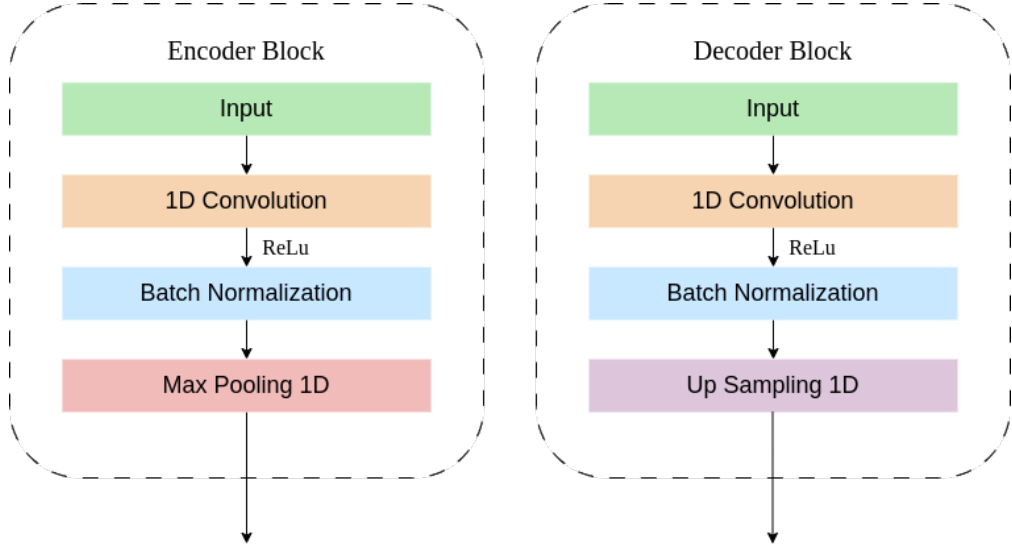 Encoder Block
Input
1D Convolution
ReLu
Batch Normalization
Max Pooling 1D
Decoder Block
Input
1D Convolution
ReLu
Batch Normalization
Up Sampling 1D